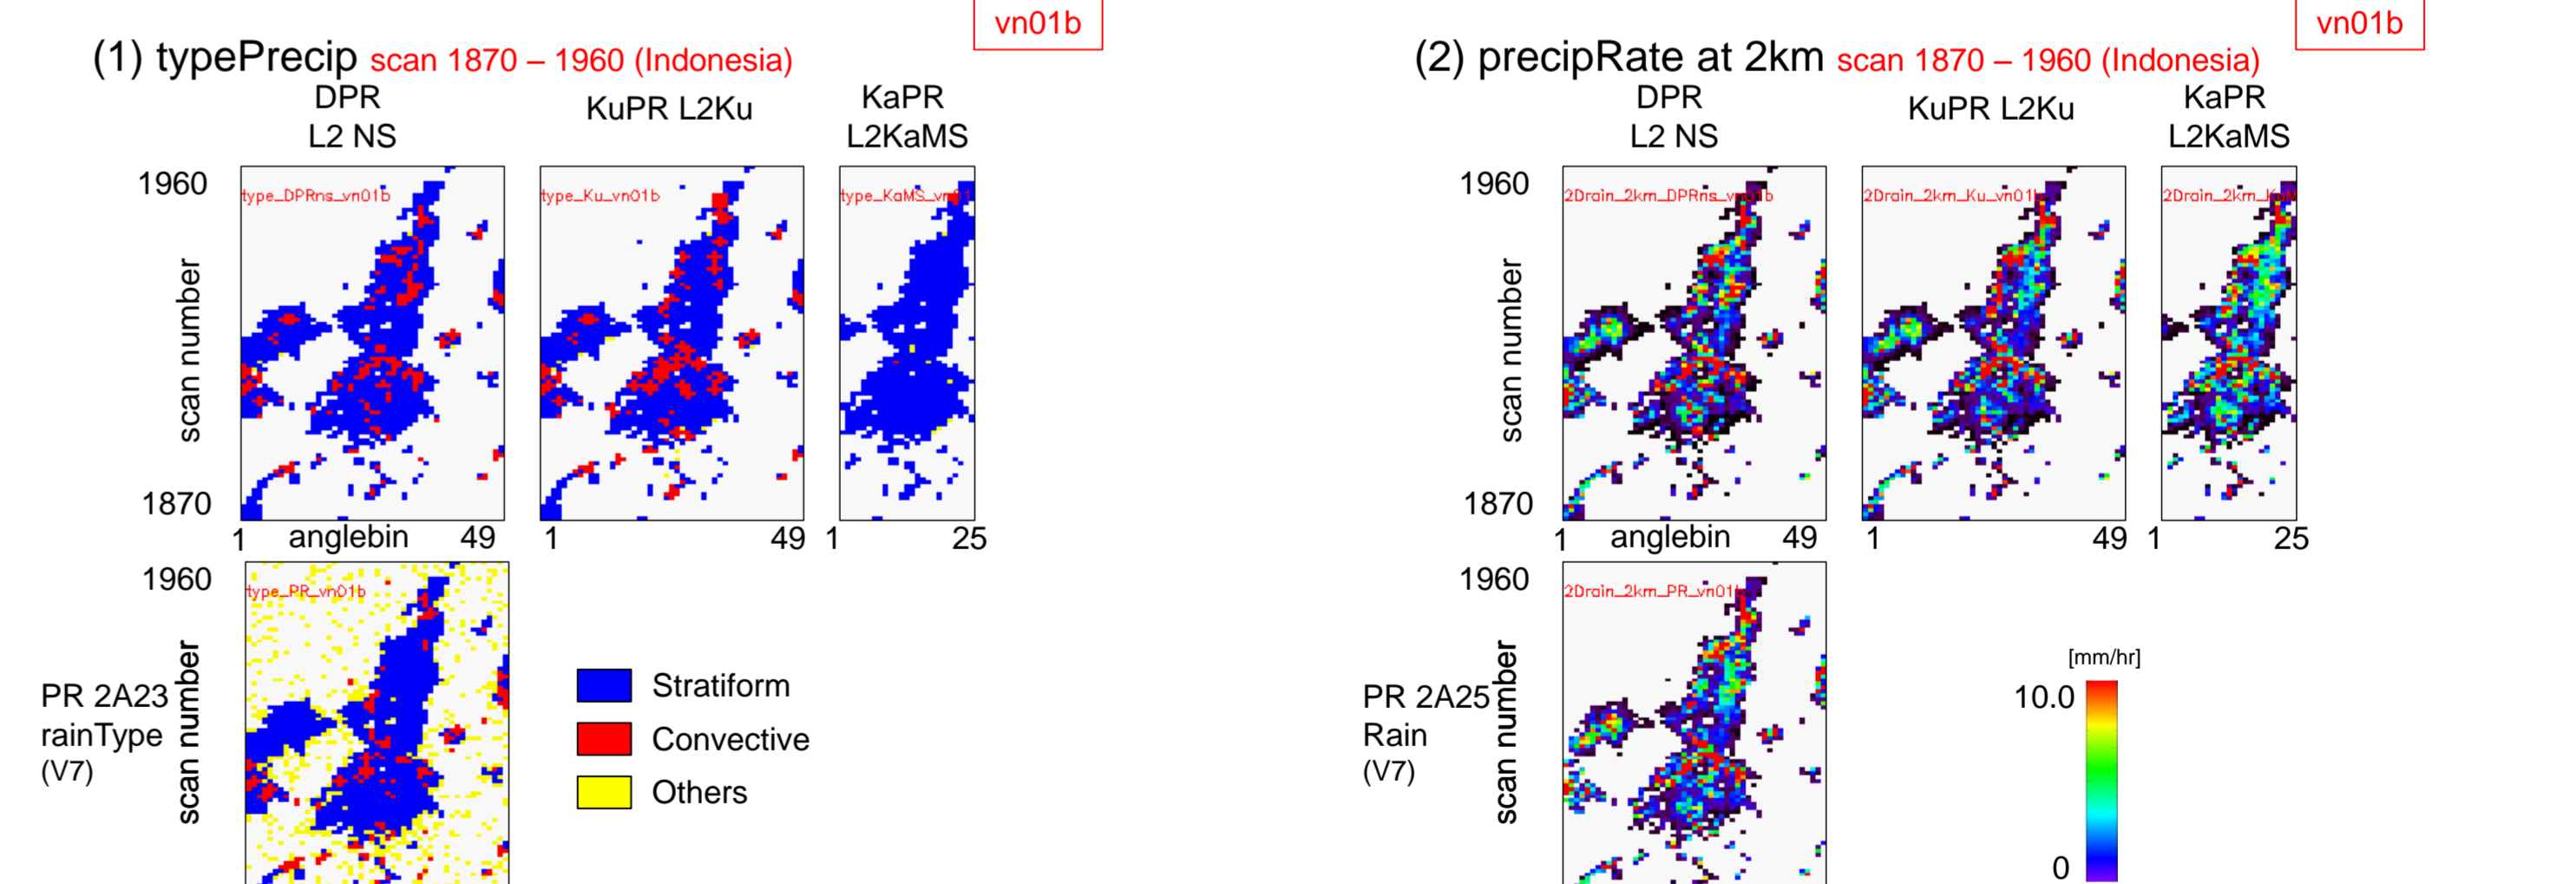 vn01b
(1) typePrecip scan 1870 – 1960 (Indonesia)
DPR
L2 NS
KuPR L2Ku
KaPR
L2KaMS
1960
type_DPRns_vn01b
type_Ku_vn01b
scan number
1870
1 anglebin 49
1 49
1 25
1960
type_PR_vn01b
PR 2A23
rainType
(V7)
scan number
Stratiform
Convective
Others
vn01b
(2) precipRate at 2km scan 1870 – 1960 (Indonesia)
DPR
L2 NS
KuPR L2Ku
KaPR
L2KaMS
1960
2Drain_2km_DPRns_vn01b
2Drain_2km_Ku_vn01b
scan number
1870
1 anglebin 49
1 49
1 25
1960
2Drain_2km_PR_vn01b
PR 2A25
Rain
(V7)
scan number
[mm/hr]
10.0
0